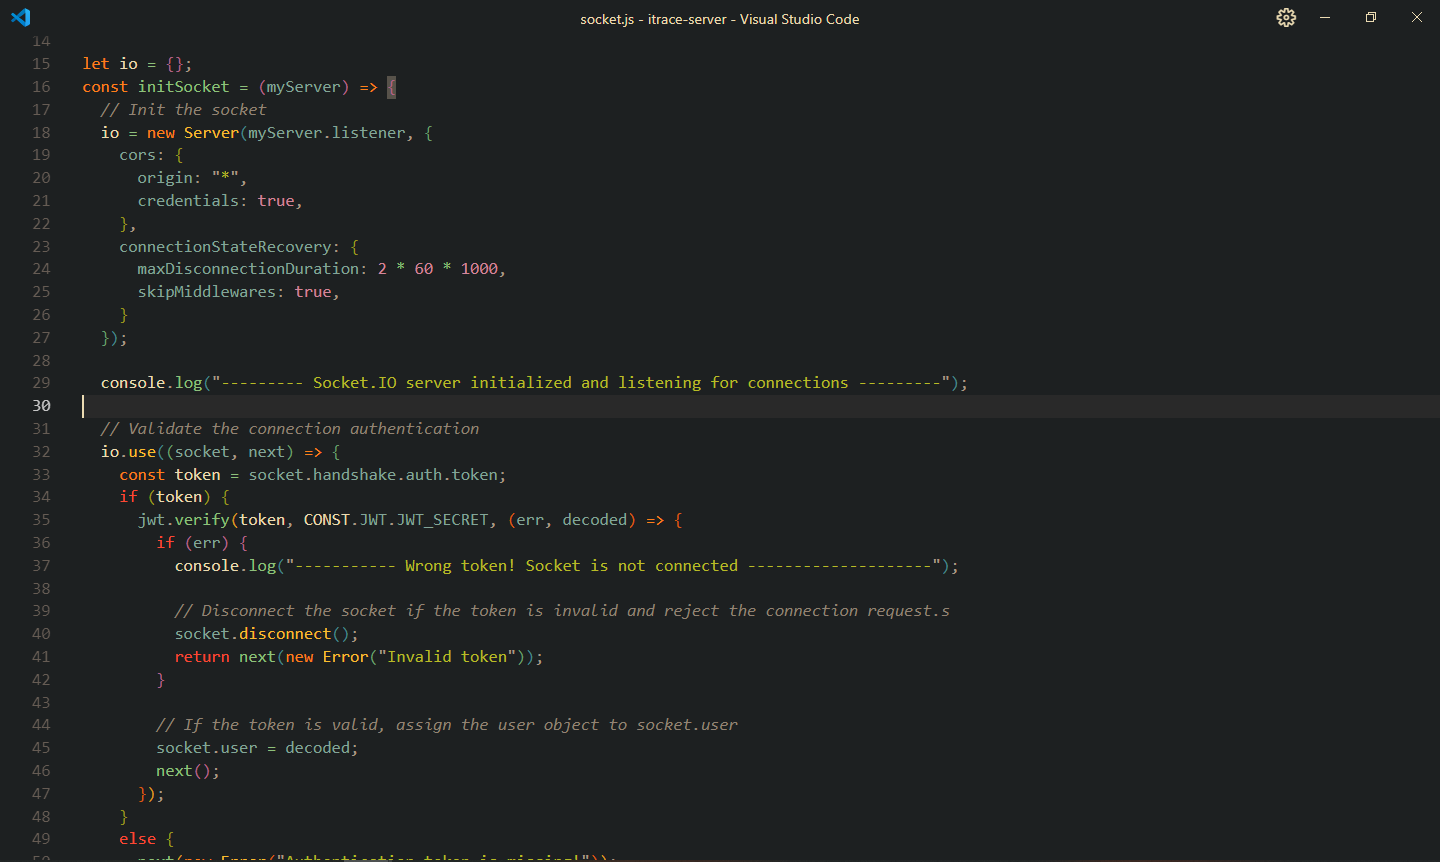 socket.js - itrace-server - Visual Studio Code
14
15 let io = {};
16 const initSocket = (myServer) => {
17 // Init the socket
18 io = new Server(myServer.listener, {
19 cors: {
20 origin: "*",
21 credentials: true,
22 },
23 connectionStateRecovery: {
24 maxDisconnectionDuration: 2 * 60 * 1000,
25 skipMiddlewares: true,
26 }
27 });
28
29 console.log("--------- Socket.IO server initialized and listening for connections ---------");
30
31 // Validate the connection authentication
32 io.use((socket, next) => {
33 const token = socket.handshake.auth.token;
34 if (token) {
35 jwt.verify(token, CONST.JWT.JWT_SECRET, (err, decoded) => {
36 if (err) {
37 console.log("----------- Wrong token! Socket is not connected --------------------");
38
39 // Disconnect the socket if the token is invalid and reject the connection request.s
40 socket.disconnect();
41 return next(new Error("Invalid token"));
42 }
43
44 // If the token is valid, assign the user object to socket.user
45 socket.user = decoded;
46 next();
47 });
48 }
49 else {
50 next(new Error("Authentication token is missing!"));